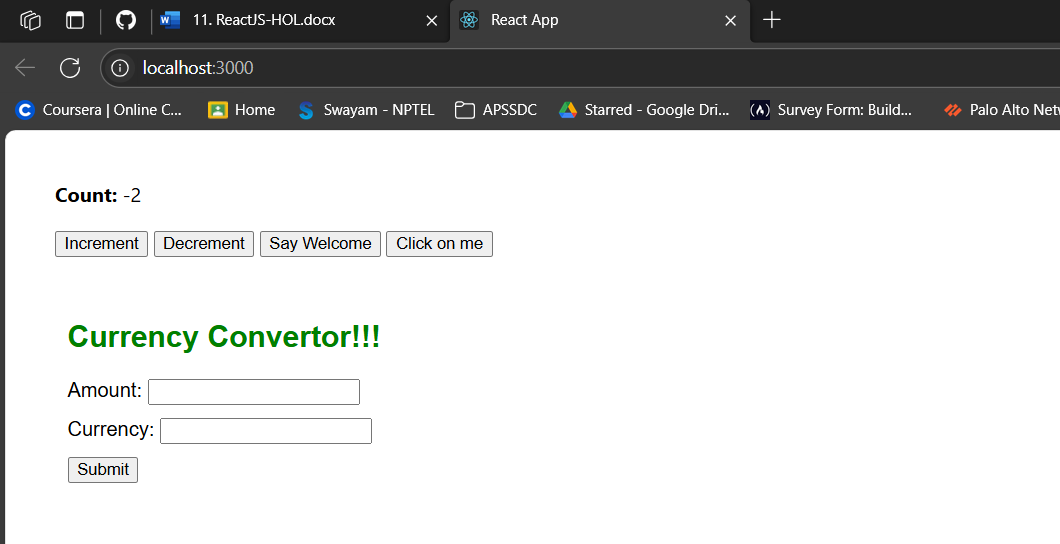 11. ReactJS-HOL.docx React App
localhost:3000
Coursera | Online C... Home Swayam - NPTEL APSSDC Starred - Google Dri... Survey Form: Build... Palo Alto Net
Count: -2
Increment Decrement Say Welcome Click on me
Currency Convertor!!!
Amount:
Currency:
Submit